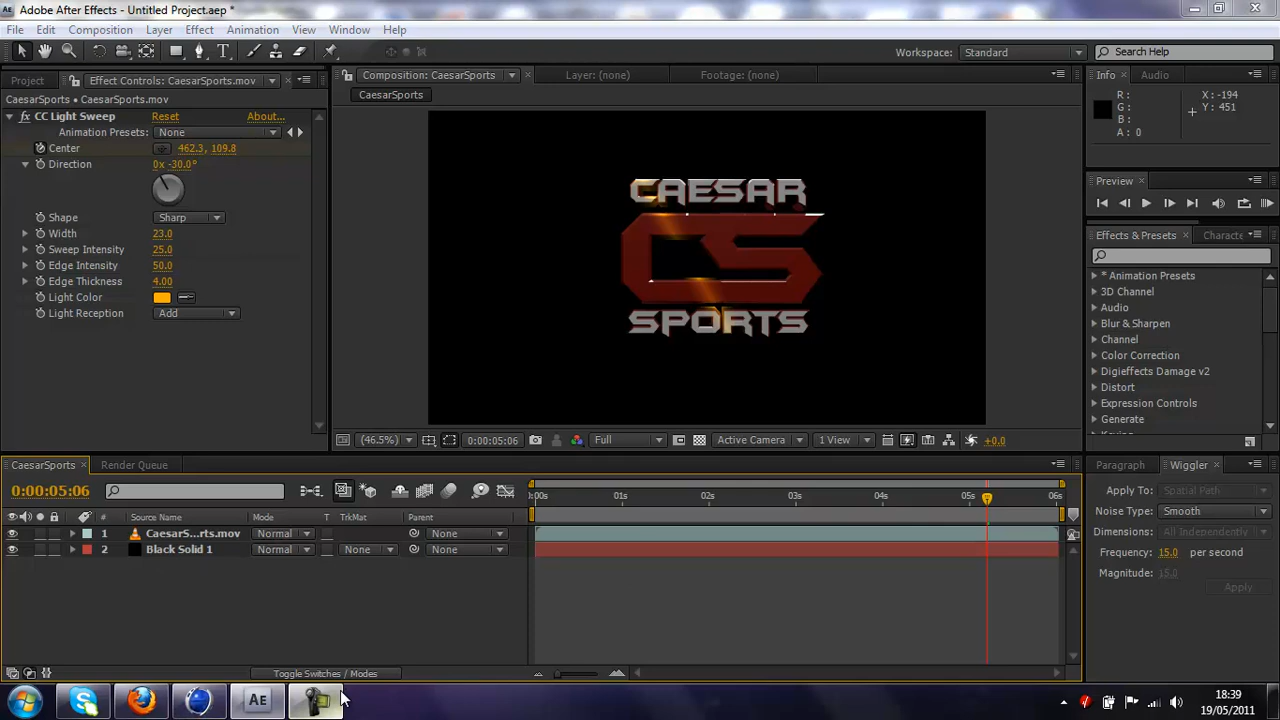 Adobe After Effects - Untitled Project.aep *
File Edit Composition Layer Effect Animation View Window Help
Workspace: Standard Search Help
Project Effect Controls: CaesarSports.mov Composition: CaesarSports Layer: (none) Footage: (none) Info Audio
CaesarSports • CaesarSports.mov CaesarSports
fx CC Light Sweep Reset About...
Animation Presets: None
Center 462.3, 109.8
Direction
0x -30.0°
Shape Sharp
Width 23.0
Sweep Intensity 25.0
Edge Intensity 50.0
Edge Thickness 4.00
Light Color
Light Reception Add
CAESAR
CS
SPORTS
R :
G :
B :
A : 0
X : -194
Y : 451
Preview
Effects & Presets Characte
* Animation Presets
3D Channel
Audio
Blur & Sharpen
Channel
Color Correction
Digieffects Damage v2
Distort
Expression Controls
Generate
(46.5%) 0:00:05:06 Full Active Camera 1 View +0.0
CaesarSports Render Queue
0:00:05:06
:00s 01s 02s 03s 04s 05s 06s
# Source Name Mode T TrkMat Parent
1 CaesarS...rts.mov Normal None
2 Black Solid 1 Normal None None
Toggle Switches / Modes
Paragraph Wiggler
Apply To: Spatial Path
Noise Type: Smooth
Dimensions: All Independently
Frequency: 15.0 per second
Magnitude: 15.0
Apply
AE
18:39
19/05/2011